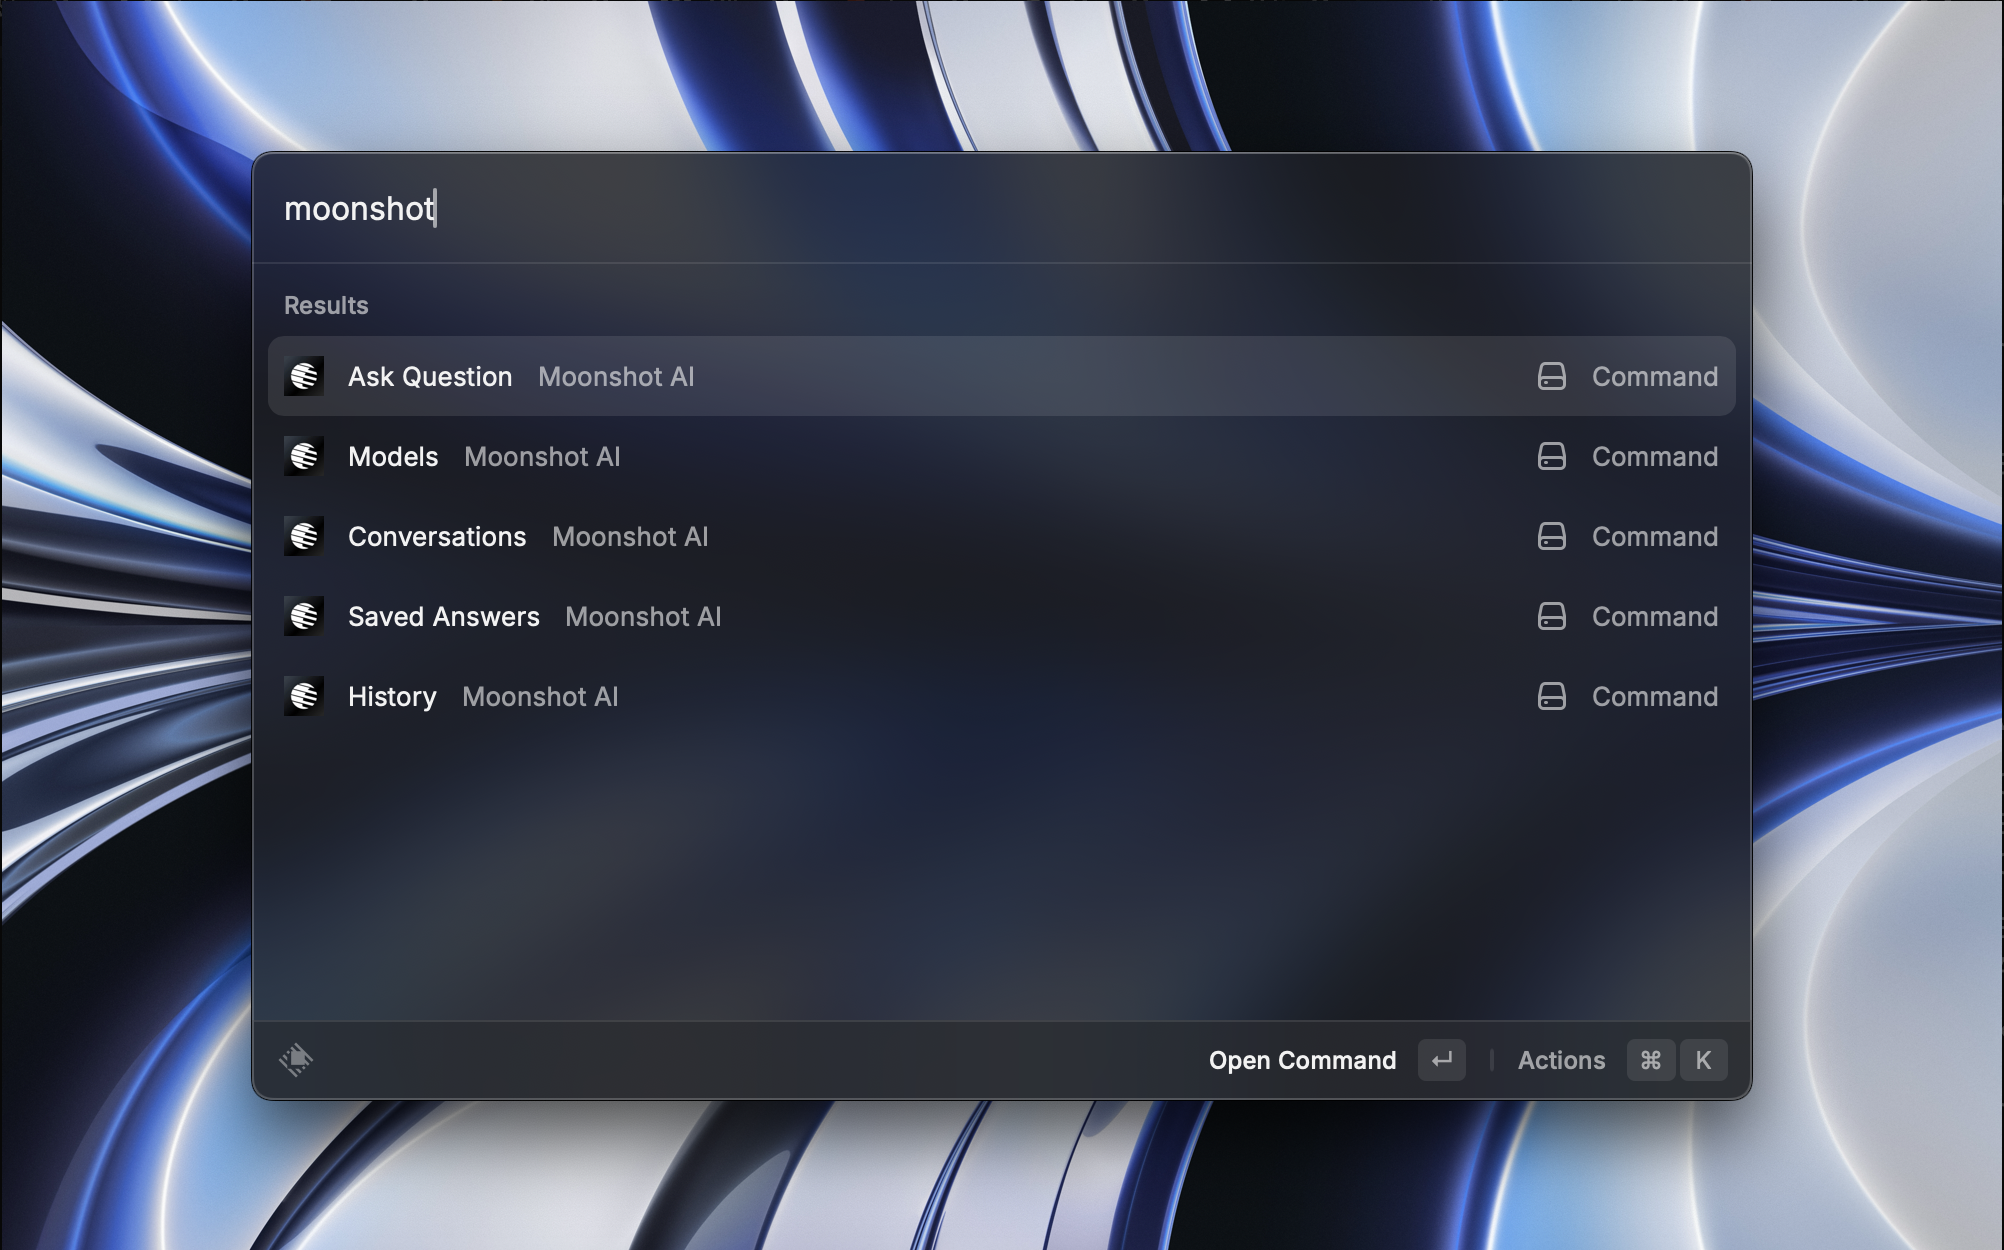 moonshot
Results
Ask Question Moonshot AI Command
Models Moonshot AI Command
Conversations Moonshot AI Command
Saved Answers Moonshot AI Command
History Moonshot AI Command
Open Command ↵ Actions ⌘ K